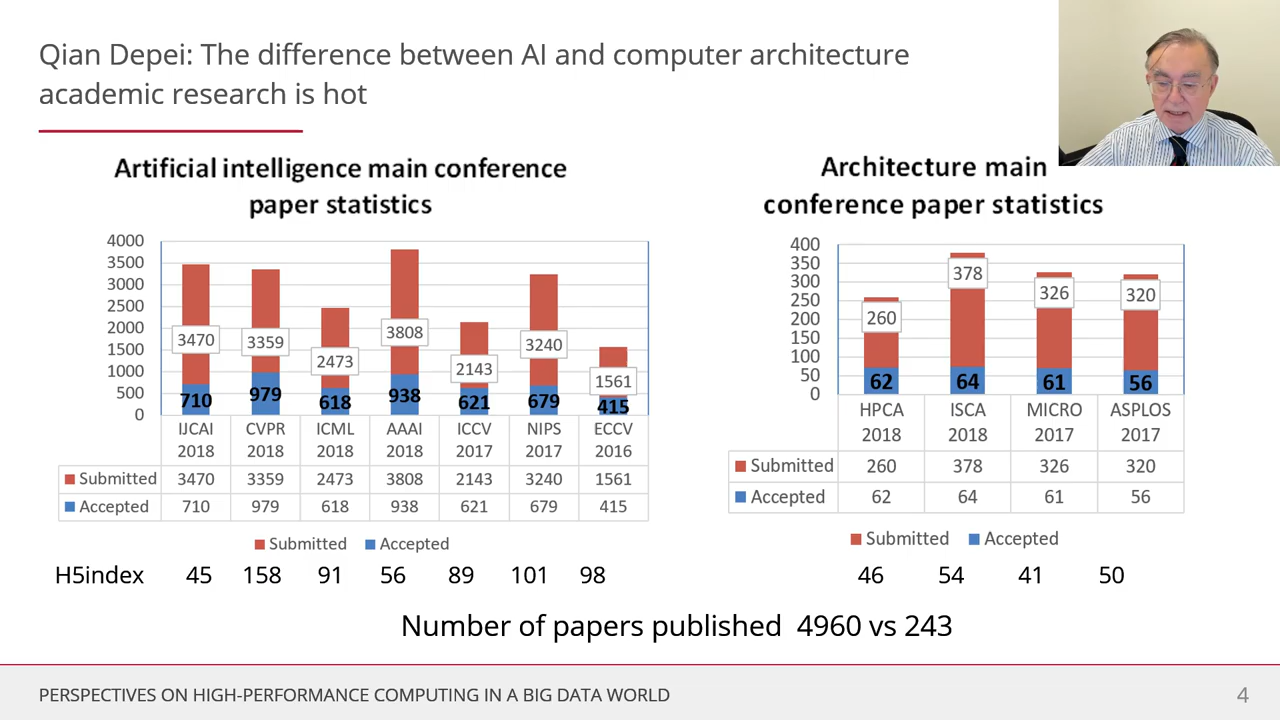 Qian Depei: The difference between AI and computer architecture
academic research is hot
Artificial intelligence main conference
paper statistics
4000
3500
3000
2500
2000
1500
1000
500
0
3470
3359
2473
3808
2143
3240
1561
710
979
618
938
621
679
415
IJCAI 2018
CVPR 2018
ICML 2018
AAAI 2018
ICCV 2017
NIPS 2017
ECCV 2016
Submitted 3470 3359 2473 3808 2143 3240 1561
Accepted 710 979 618 938 621 679 415
Submitted Accepted
H5index 45 158 91 56 89 101 98
Architecture main
conference paper statistics
400
350
300
250
200
150
100
50
0
260
378
326
320
62
64
61
56
HPCA 2018
ISCA 2018
MICRO 2017
ASPLOS 2017
Submitted 260 378 326 320
Accepted 62 64 61 56
Submitted Accepted
46 54 41 50
Number of papers published 4960 vs 243
PERSPECTIVES ON HIGH-PERFORMANCE COMPUTING IN A BIG DATA WORLD
4